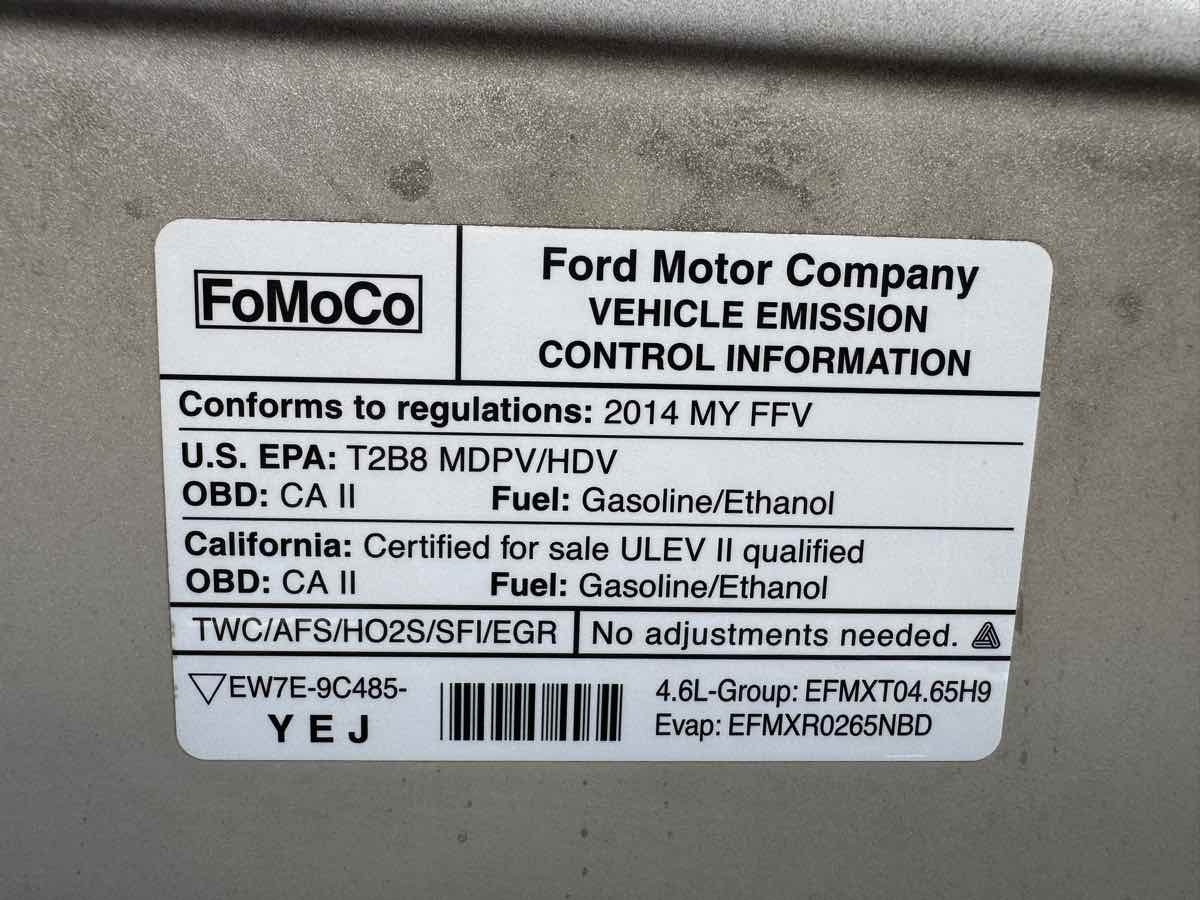 FoMoCo
Ford Motor Company
VEHICLE EMISSION
CONTROL INFORMATION
Conforms to regulations: 2014 MY FFV
U.S. EPA: T2B8 MDPV/HDV
OBD: CA II Fuel: Gasoline/Ethanol
California: Certified for sale ULEV II qualified
OBD: CA II Fuel: Gasoline/Ethanol
TWC/AFS/HO2S/SFI/EGR No adjustments needed.
EW7E-9C485-
YEJ
4.6L-Group: EFMXT04.65H9
Evap: EFMXR0265NBD